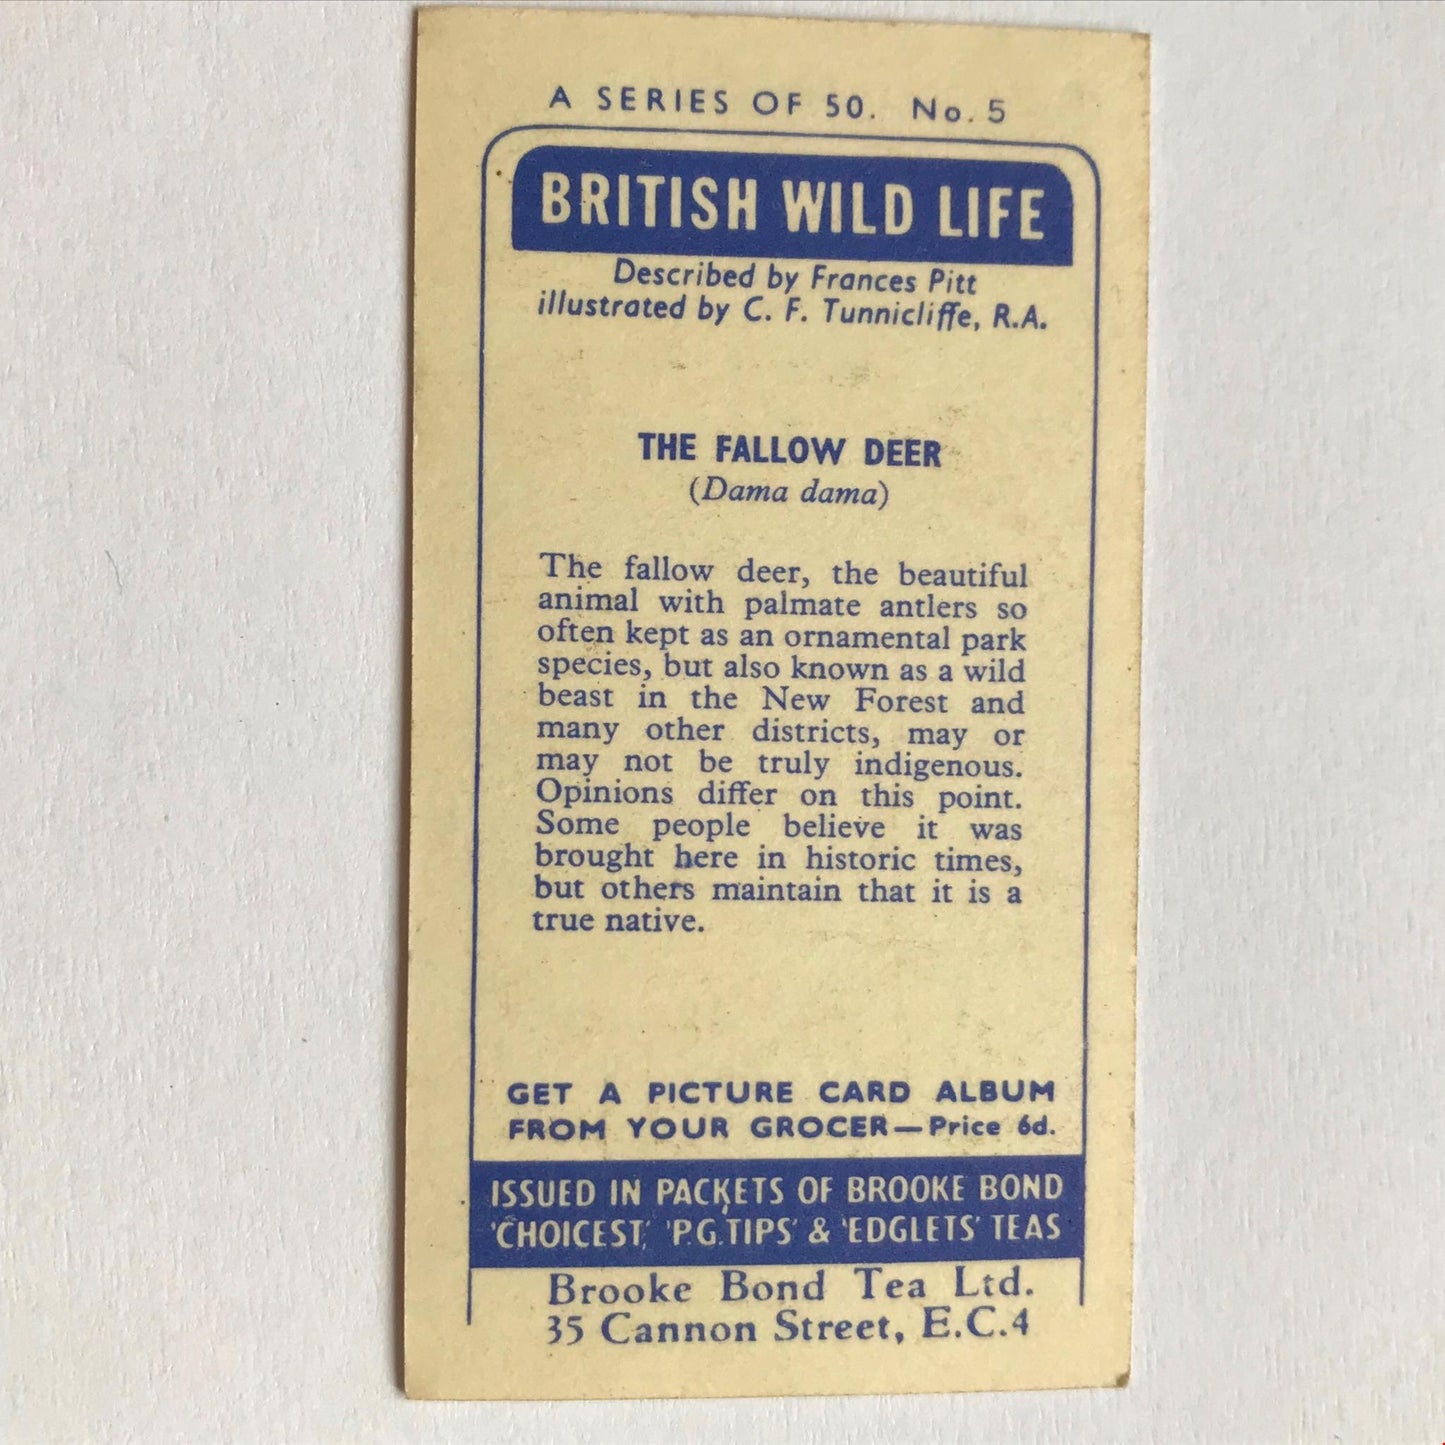 A SERIES OF 50. No. 5
BRITISH WILD LIFE
Described by Frances Pitt
illustrated by C. F. Tunnicliffe, R.A.
THE FALLOW DEER
(Dama dama)
The fallow deer, the beautiful
animal with palmate antlers so
often kept as an ornamental park
species, but also known as a wild
beast in the New Forest and
many other districts, may or
may not be truly indigenous.
Opinions differ on this point.
Some people believe it was
brought here in historic times,
but others maintain that it is a
true native.
GET A PICTURE CARD ALBUM
FROM YOUR GROCER—Price 6d.
ISSUED IN PACKETS OF BROOKE BOND
'CHOICEST', 'P.G.TIPS' & 'EDGLETS' TEAS
Brooke Bond Tea Ltd.
35 Cannon Street, E.C.4